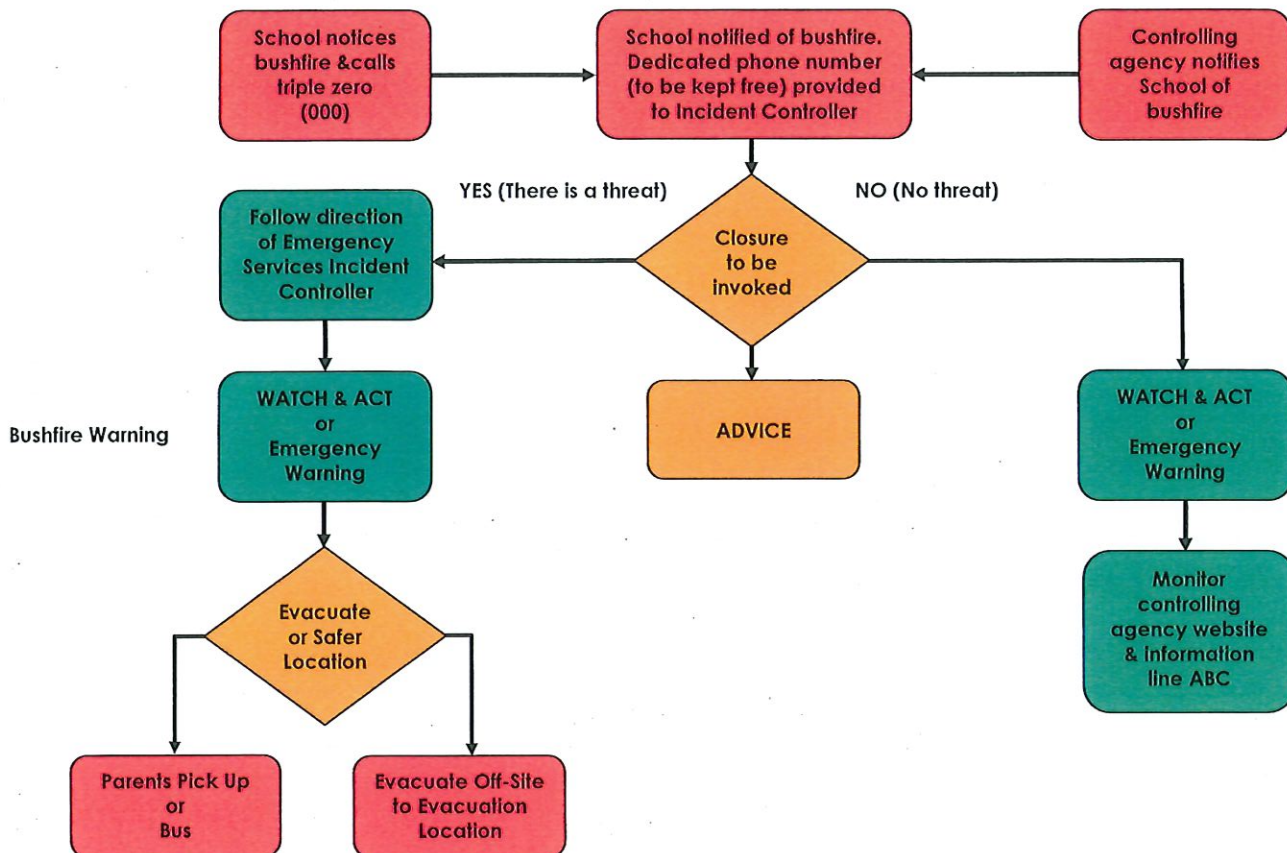 School notices
bushfire &calls
triple zero
(000)
School notified of bushfire.
Dedicated phone number
(to be kept free) provided
to Incident Controller
Controlling
agency notifies
School of
bushfire
YES (There is a threat)
NO (No threat)
Follow direction
of Emergency
Services Incident
Controller
Closure
to be
invoked
Bushfire Warning
WATCH & ACT
or
Emergency
Warning
ADVICE
WATCH & ACT
or
Emergency
Warning
Evacuate
or Safer
Location
Monitor
controlling
agency website
& information
line ABC
Parents Pick Up
or
Bus
Evacuate Off-Site
to Evacuation
Location